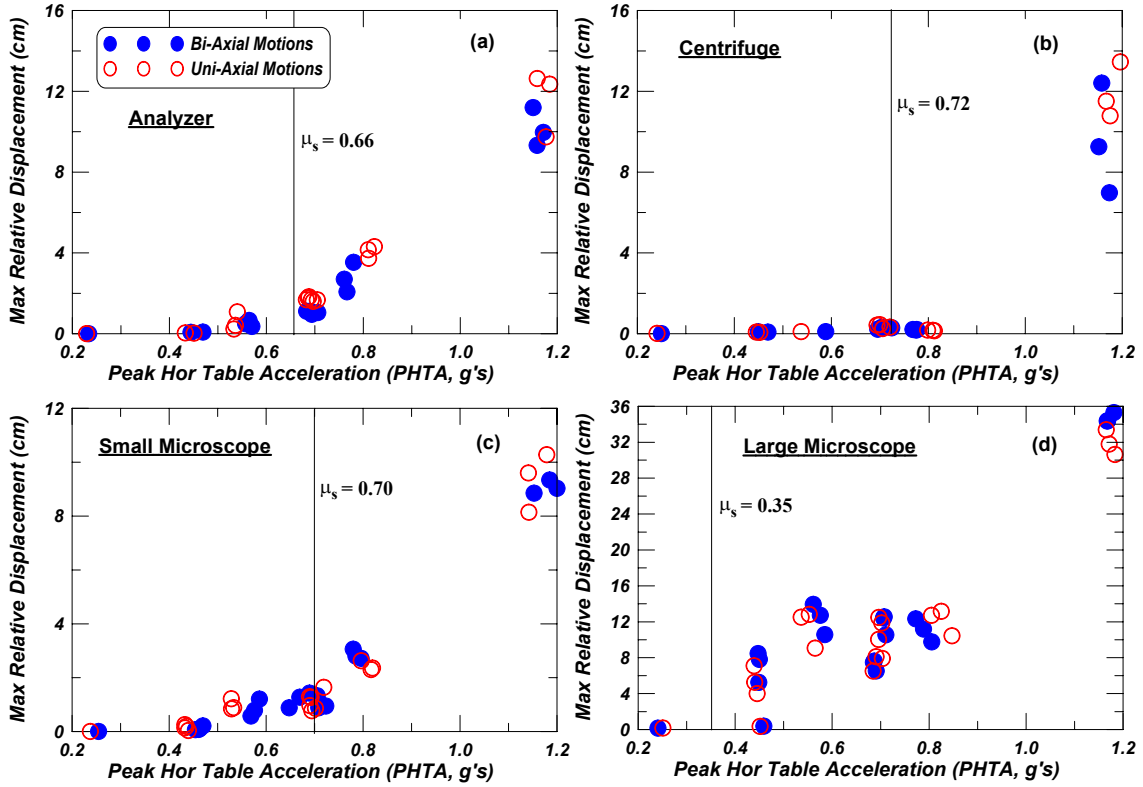 Max Relative Displacement (cm)
16
12
8
4
0
Bi-Axial Motions
Uni-Axial Motions
(a)
Analyzer
μs = 0.66
0.2 0.4 0.6 0.8 1.0 1.2
Peak Hor Table Acceleration (PHTA, g's)
Max Relative Displacement (cm)
16
12
8
4
0
Centrifuge
(b)
μs = 0.72
0.2 0.4 0.6 0.8 1.0 1.2
Peak Hor Table Acceleration (PHTA, g's)
Max Relative Displacement (cm)
12
8
4
0
Small Microscope
(c)
μs = 0.70
0.2 0.4 0.6 0.8 1.0 1.2
Peak Hor Table Acceleration (PHTA, g's)
Max Relative Displacement (cm)
36
32
28
24
20
16
12
8
4
0
Large Microscope
(d)
μs = 0.35
0.2 0.4 0.6 0.8 1.0 1.2
Peak Hor Table Acceleration (PHTA, g's)